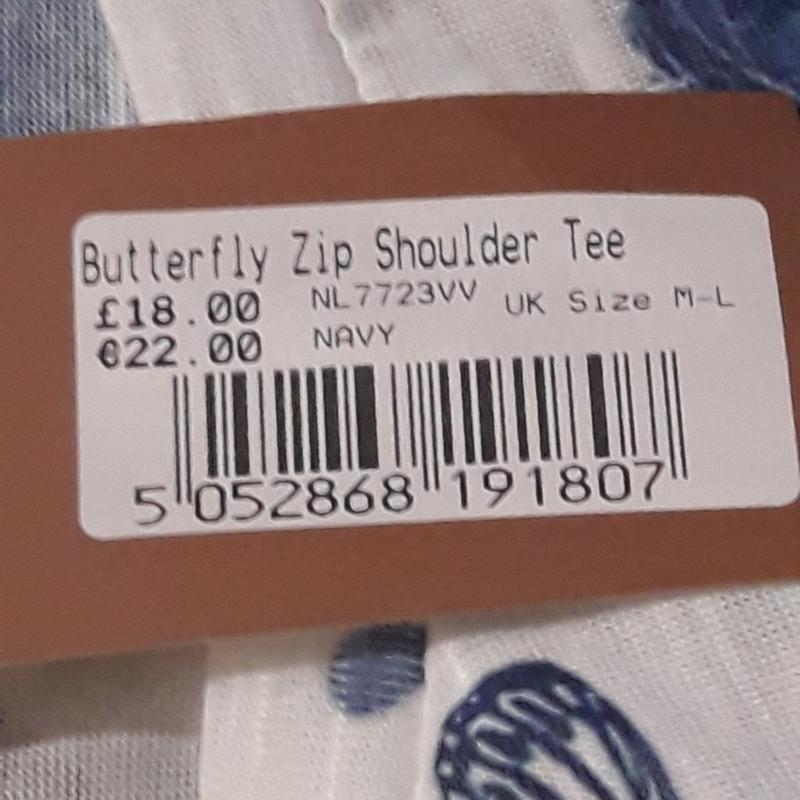 Butterfly Zip Shoulder Tee
£18.00 NL7723VV UK Size M-L
€22.00 NAVY
5 052868 191807